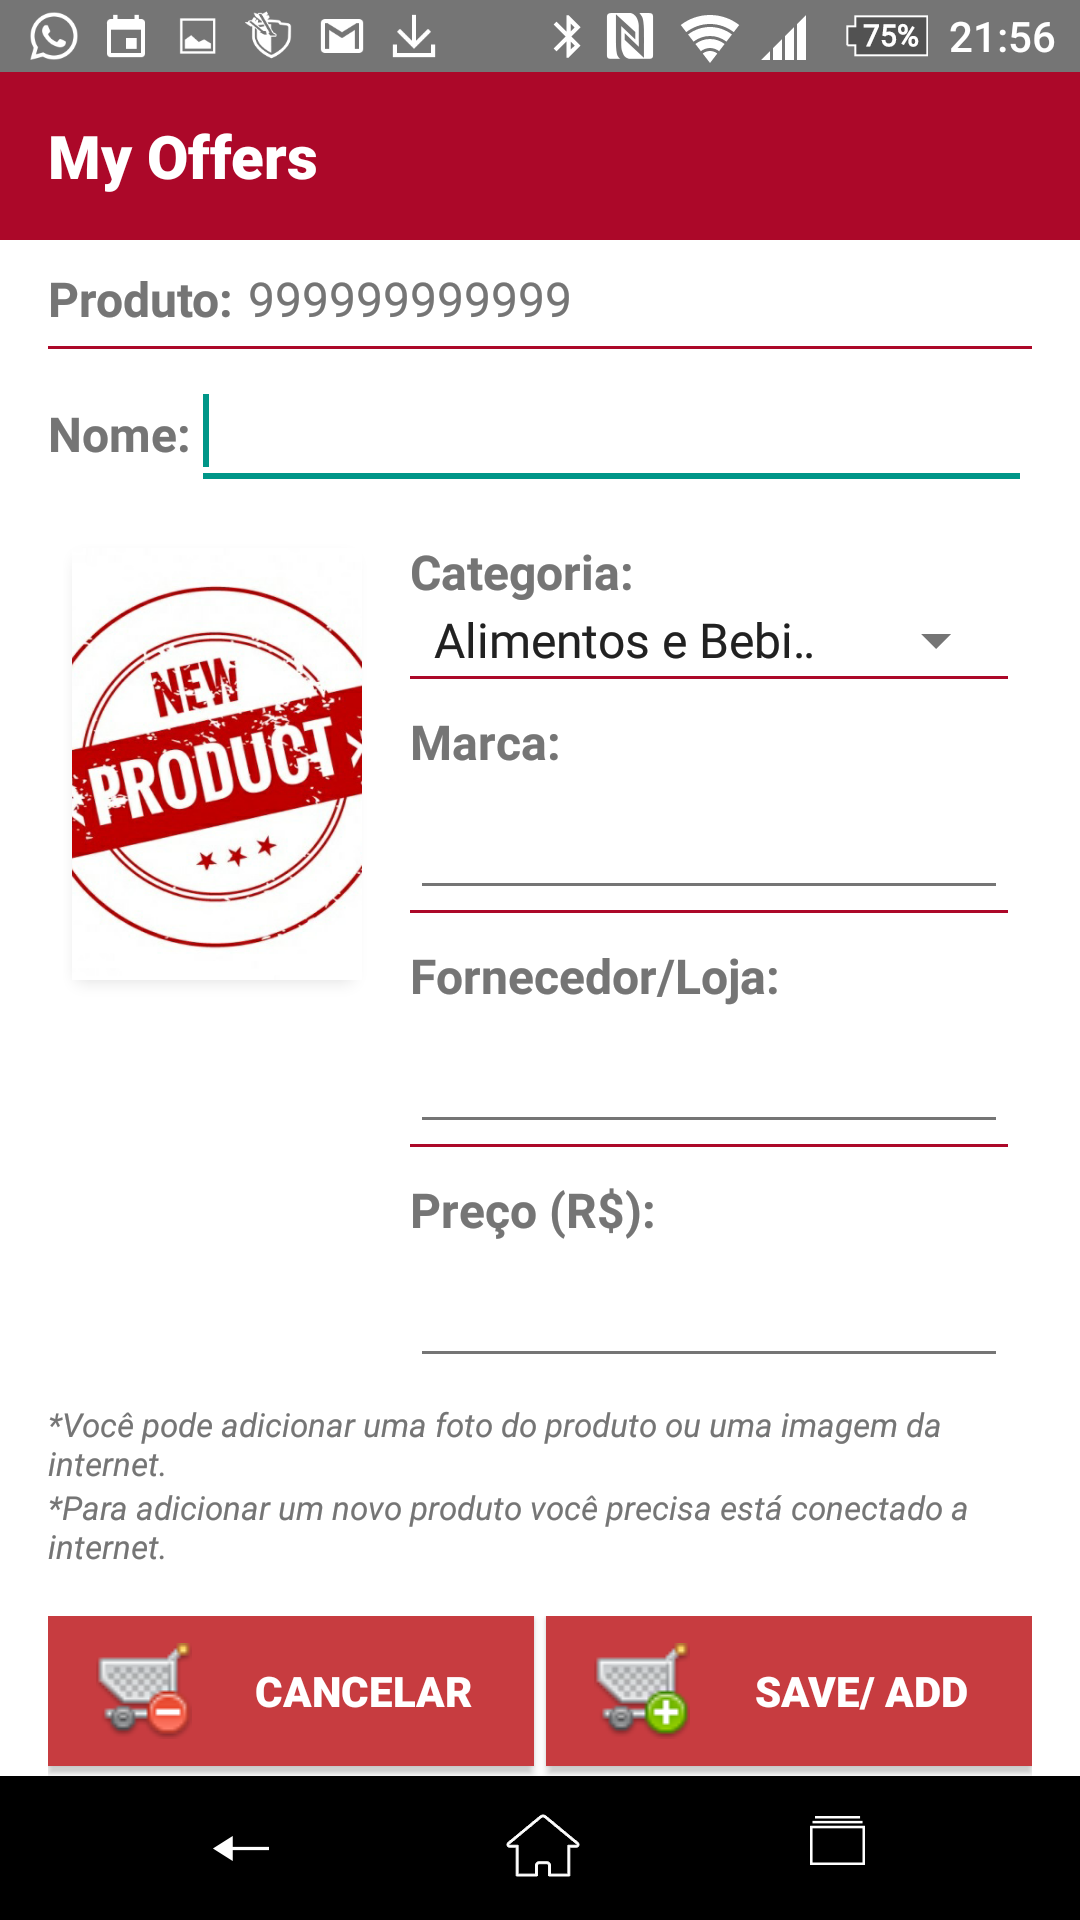 75% 21:56
My Offers
Produto: 999999999999
Nome:
Categoria:
Alimentos e Bebi..
NEW
PRODUCT
Marca:
Fornecedor/Loja:
Preço (R$):
*Você pode adicionar uma foto do produto ou uma imagem da
internet.
*Para adicionar um novo produto você precisa está conectado a
internet.
CANCELAR SAVE/ ADD